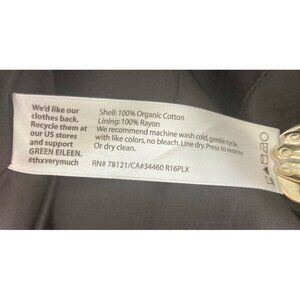 We'd like our
clothes back.
Recycle them at
our US stores
and support
GREEN EILEEN.
#thxverymuch
Shell: 100% Organic Cotton
Lining: 100% Rayon
We recommend machine wash cold, gentle cycle,
with like colors, no bleach. Line dry. Press to restore.
Or dry clean.
RN# 78121/CA#34460 R16PLX